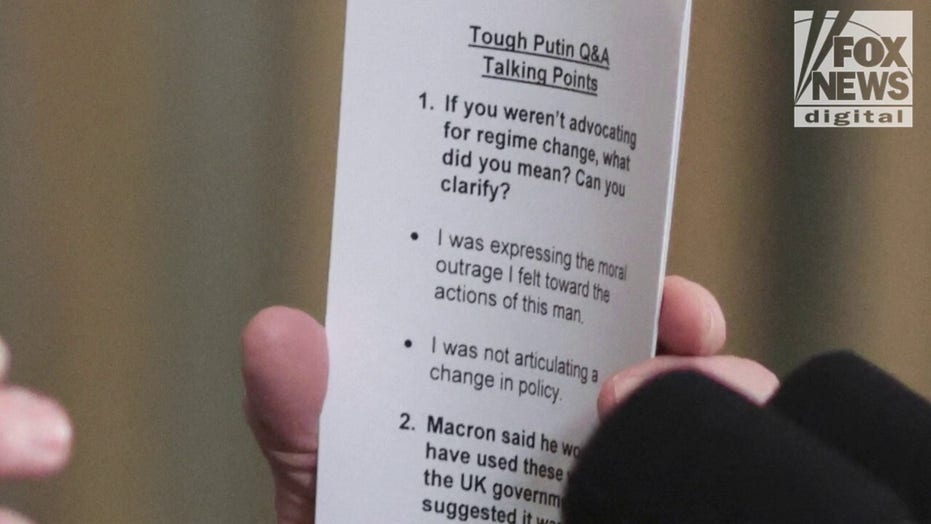 Tough Putin Q&A
Talking Points
1. If you weren't advocating
for regime change, what
did you mean? Can you
clarify?
• I was expressing the moral
outrage I felt toward the
actions of this man.
• I was not articulating a
change in policy.
2. Macron said he
have used these
the UK
suggested it
FOX
NEWS
digital